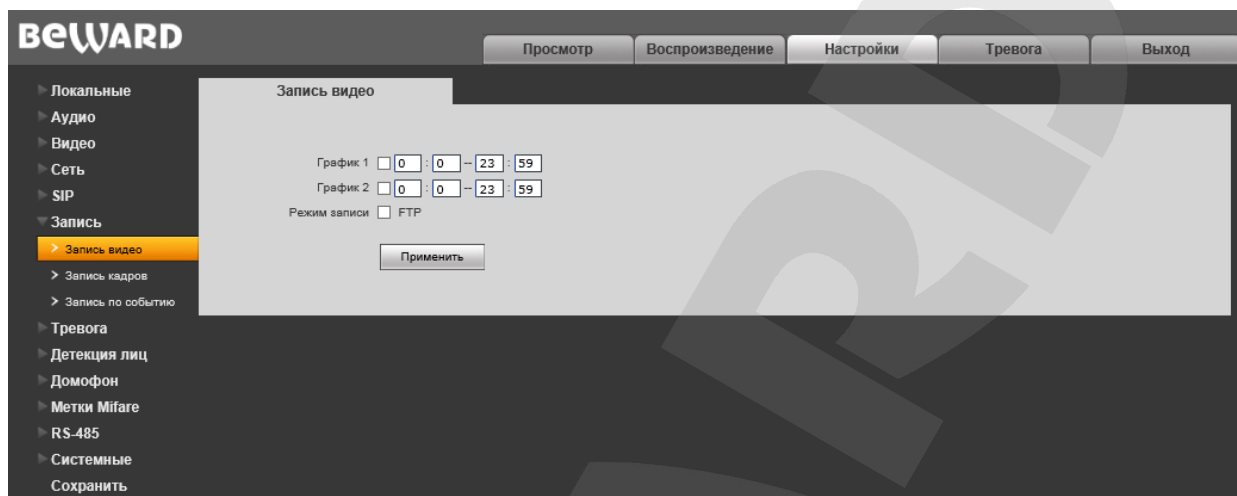 BEWARD
Просмотр
Воспроизведение
Настройки
Тревога
Выход
Локальные
Аудио
Видео
Сеть
SIP
Запись
Запись видео
Запись кадров
Запись по событию
Тревога
Детекция лиц
Домофон
Метки Mifare
RS-485
Системные
Сохранить
Запись видео
График 1 0 : 0 -- 23 : 59
График 2 0 : 0 -- 23 : 59
Режим записи FTP
Применить